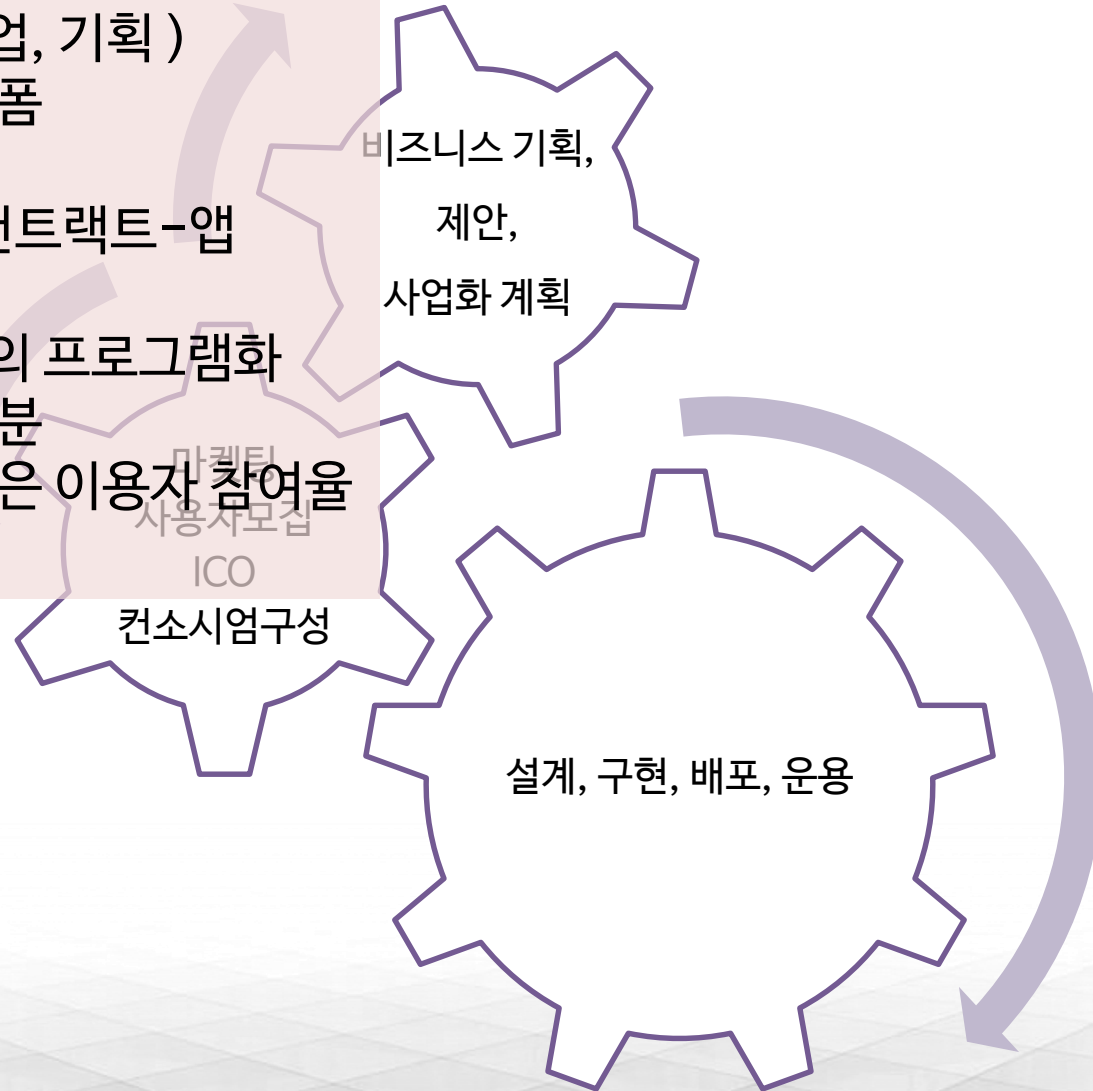 업, 기획 )
폼
컨트랙트-앱
의 프로그램화
분
은 이용자 참여율
비즈니스 기획,
제안,
사업화 계획
마케팅
사용자모집
ICO
컨소시엄구성
설계, 구현, 배포, 운용